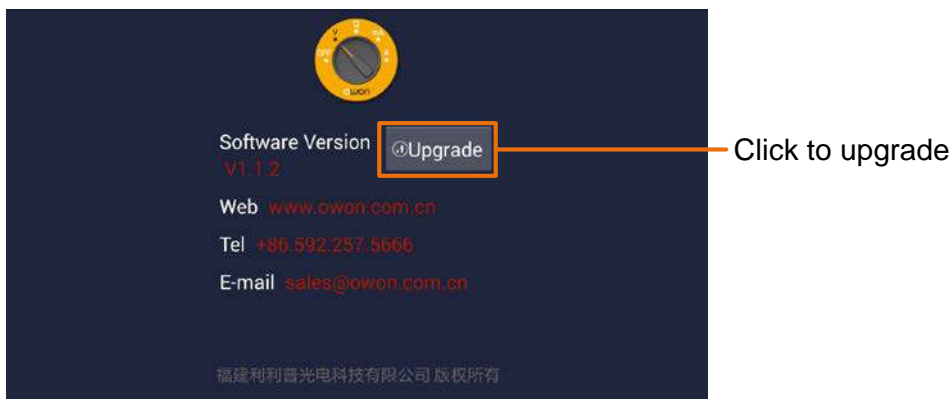 OFF V Ω mA A
owon
Software Version
Upgrade
Click to upgrade
V1.1.2
Web www.owon.com.cn
Tel +86.592.257.5666
E-mail sales@owon.com.cn
福建利利普光电科技有限公司 版权所有